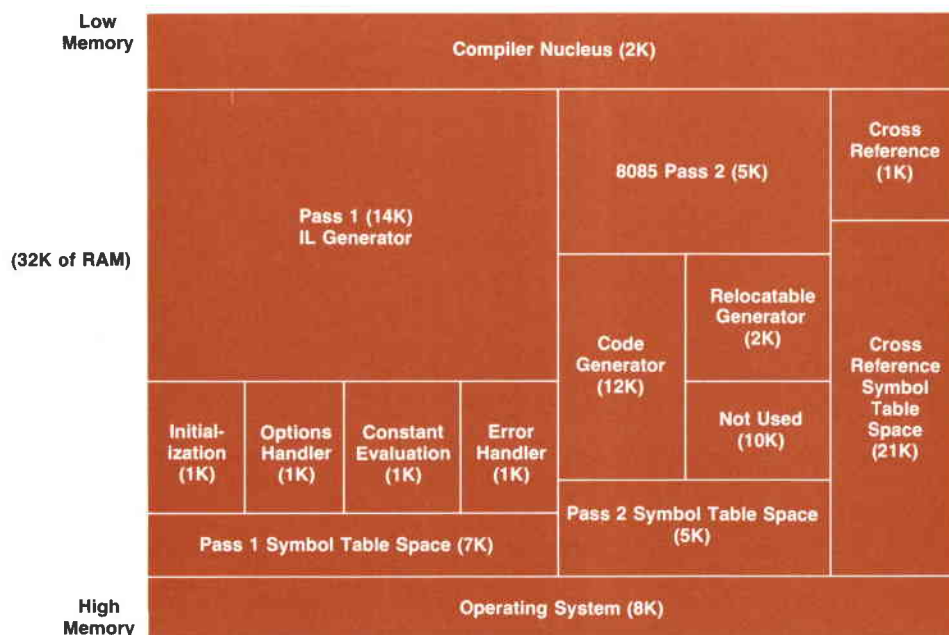 Low
Memory
Compiler Nucleus (2K)
Pass 1 (14K)
IL Generator
8085 Pass 2 (5K)
Cross
Reference
(1K)
(32K of RAM)
Code
Generator
(12K)
Relocatable
Generator
(2K)
Cross
Reference
Symbol
Table
Space
(21K)
Initial-
ization
(1K)
Options
Handler
(1K)
Constant
Evaluation
(1K)
Error
Handler
(1K)
Not Used
(10K)
Pass 1 Symbol Table Space (7K)
Pass 2 Symbol Table Space
(5K)
High
Memory
Operating System (8K)